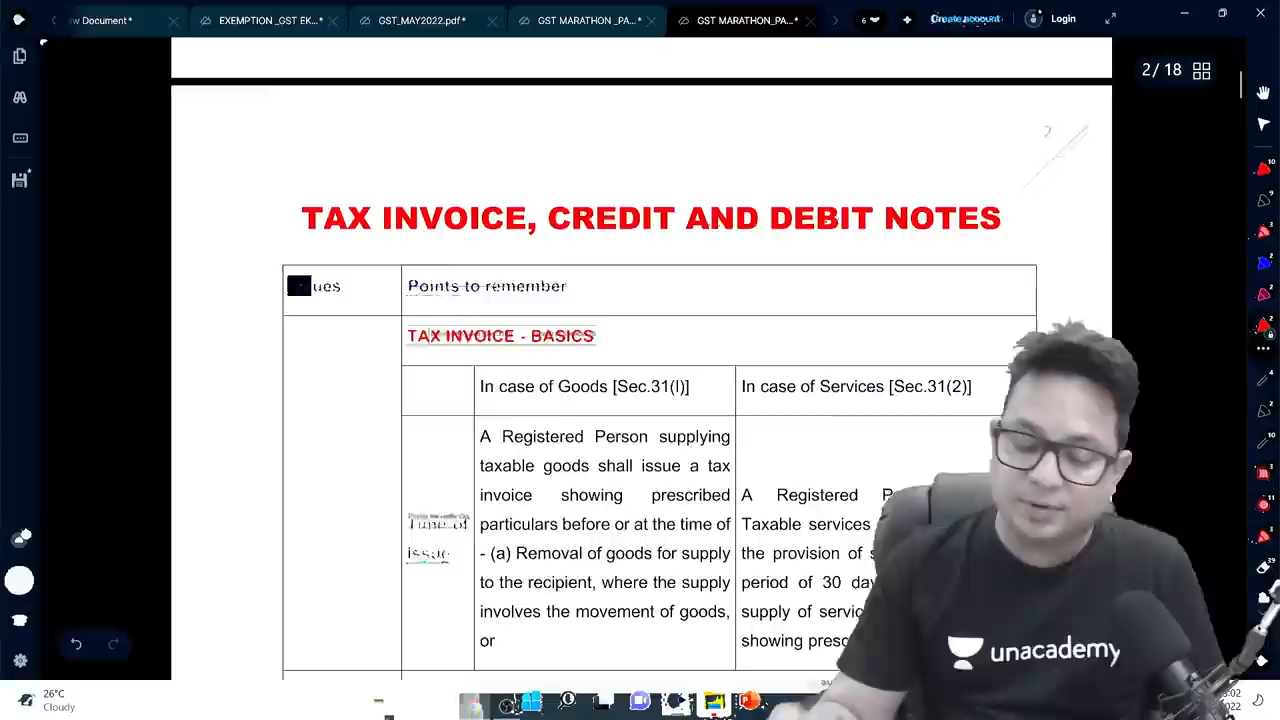 w Document*
EXEMPTION_GST EK...*
GST_MAY2022.pdf*
GST MARATHON _PA...*
GST MARATHON_PA...*
6
Create account
Login
2/18
2
TAX INVOICE, CREDIT AND DEBIT NOTES
ues
Points to remember
TAX INVOICE - BASICS
In case of Goods [Sec.31(l)]
In case of Services [Sec.31(2)]
Time of
issue
A Registered Person supplying
taxable goods shall issue a tax
invoice showing prescribed
particulars before or at the time of
- (a) Removal of goods for supply
to the recipient, where the supply
involves the movement of goods,
or
A Registered
Taxable services
the provision of
period of 30
supply of
showing
unacademy
26°C
Cloudy